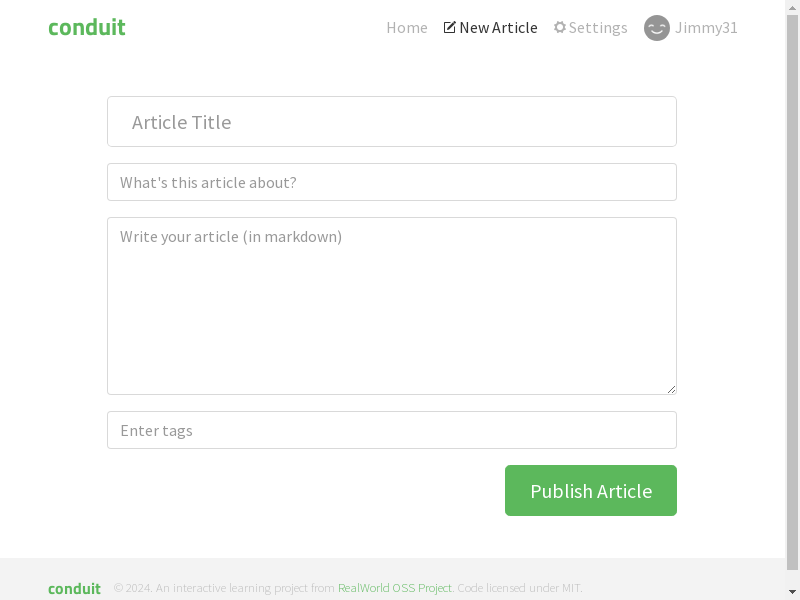 conduit
Home New Article Settings Jimmy31
Article Title
What's this article about?
Write your article (in markdown)
Enter tags
Publish Article
conduit © 2024. An interactive learning project from RealWorld OSS Project. Code licensed under MIT.